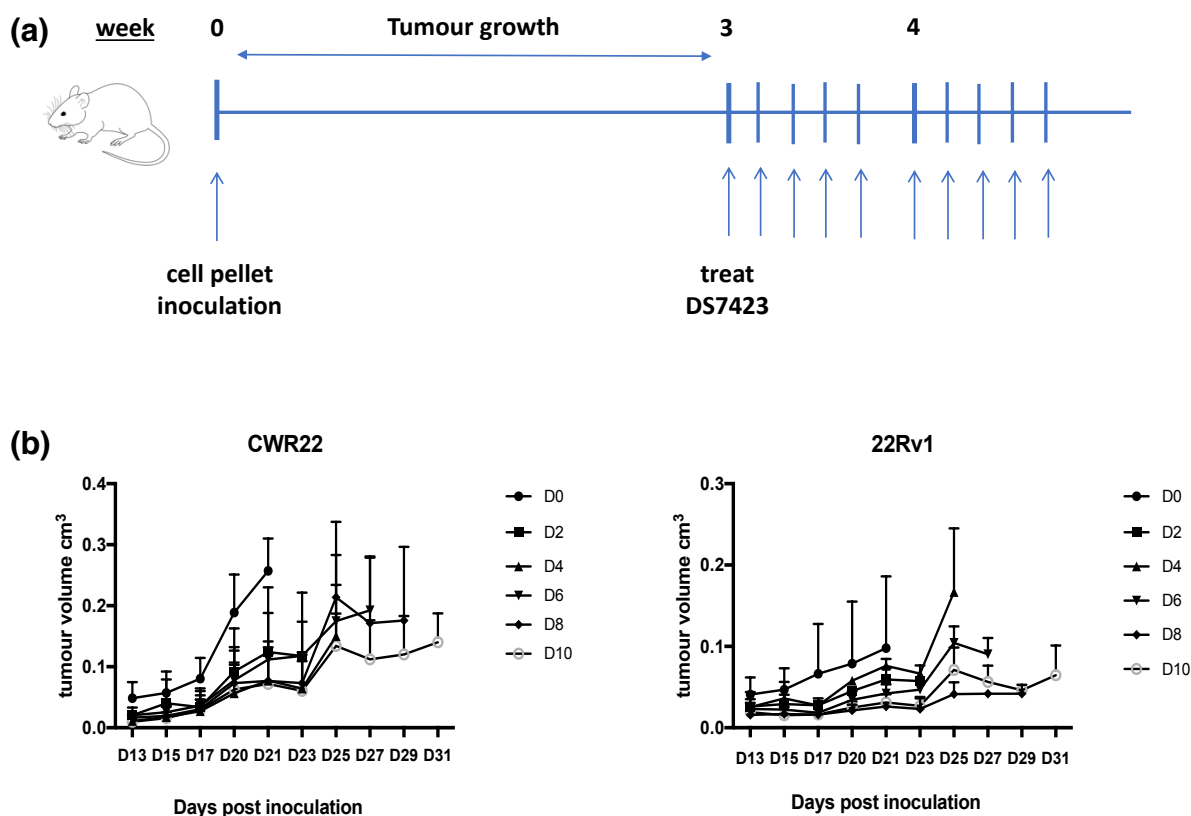 (a) week 0 Tumour growth 3 4
cell pellet
inoculation
treat
DS7423
(b)
CWR22
tumour volume cm³
0.4
0.3
0.2
0.1
0.0
D13 D15 D17 D20 D21 D23 D25 D27 D29 D31
Days post inoculation
D0
D2
D4
D6
D8
D10
22Rv1
tumour volume cm³
0.3
0.2
0.1
0.0
D13 D15 D17 D20 D21 D23 D25 D27 D29 D31
Days post inoculation
D0
D2
D4
D6
D8
D10